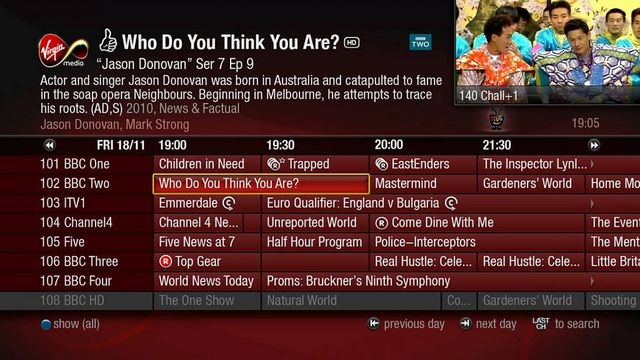 Virgin media
Who Do You Think You Are? HD
BBC TWO
"Jason Donovan" Ser 7 Ep 9
Actor and singer Jason Donovan was born in Australia and catapulted to fame
in the soap opera Neighbours. Beginning in Melbourne, he attempts to trace
his roots. (AD,S) 2010, News & Factual
Jason Donovan, Mark Strong
140 Chall+1
19:05
FRI 18/11 19:00 19:30 20:00 21:30
101 BBC One Children in Need R Trapped R EastEnders The Inspector Lynl...
102 BBC Two Who Do You Think You Are? Mastermind Gardeners' World Home Mo
103 ITV1 Emmerdale Euro Qualifier: England v Bulgaria
104 Channel4 Channel 4 Ne... Unreported World R Come Dine With Me The Event
105 Five Five News at 7 Half Hour Program Police-Interceptors The Ment
106 BBC Three R Top Gear Real Hustle: Cele... Real Hustle: Cele... Little Brita
107 BBC Four World News Today Proms: Bruckner's Ninth Symphony
108 BBC HD The One Show Natural World Co... Gardeners' World Shooting
show (all) previous day next day LAST CH to search